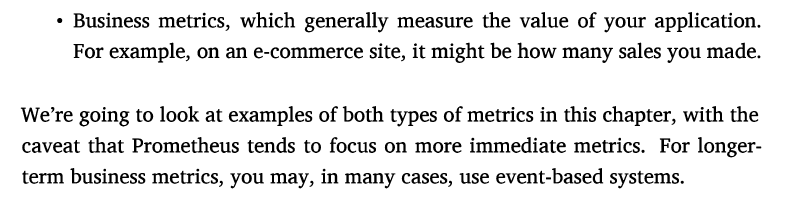 • Business metrics, which generally measure the value of your application.
For example, on an e-commerce site, it might be how many sales you made.
We’re going to look at examples of both types of metrics in this chapter, with the
caveat that Prometheus tends to focus on more immediate metrics. For longer-
term business metrics, you may, in many cases, use event-based systems.